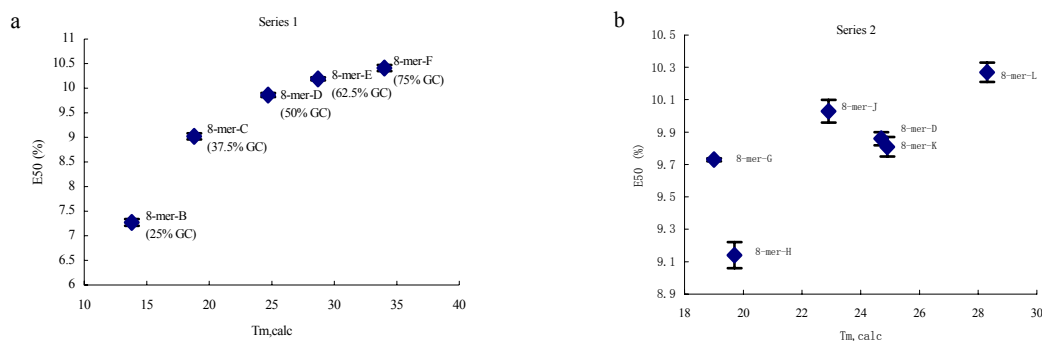 a
Series 1
11
10.5
10
9.5
9
8.5
8
7.5
7
6.5
6
E50 (%)
8-mer-F
(75% GC)
8-mer-E
(62.5% GC)
8-mer-D
(50% GC)
8-mer-C
(37.5% GC)
8-mer-B
(25% GC)
10 15 20 25 30 35 40
Tm,calc
b
Series 2
10.5
10.3
10.1
9.9
9.7
9.5
9.3
9.1
8.9
E50 (%)
8-mer-L
8-mer-J
8-mer-D
8-mer-K
8-mer-G
8-mer-H
18 20 22 24 26 28 30
Tm,calc